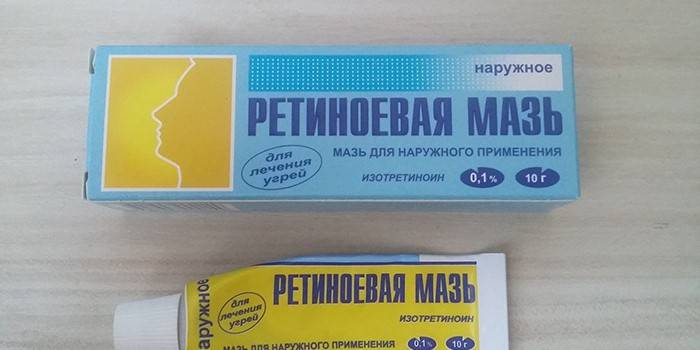 наружное
РЕТИНОЕВАЯ МАЗЬ
МАЗЬ ДЛЯ НАРУЖНОГО ПРИМЕНЕНИЯ
для
лечения
угрей
ИЗОТРЕТИНОИН 0,1% 10 г
наружное
РЕТИНОЕВАЯ МАЗЬ
для
лечения
угрей
ИЗОТРЕТИНОИН
МАЗЬ ДЛЯ НАРУЖНОГО ПРИМЕНЕНИЯ 0,1% 10 г